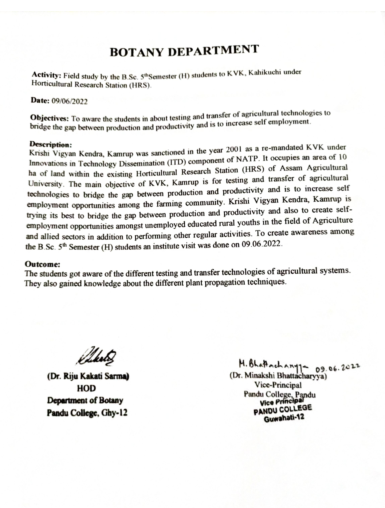 BOTANY DEPARTMENT
Activity: Field study by the B.Sc. 5thSemester (H) students to KVK, Kahikuchi under
Horticultural Research Station (HRS).
Date: 09/06/2022
Objectives: To aware the students in about testing and transfer of agricultural technologies to
bridge the gap between production and productivity and is to increase self employment.
Description:
Krishi Vigyan Kendra, Kamrup was sanctioned in the year 2001 as a re-mandated KVK under
Innovations in Technology Dissemination (ITD) component of NATP. It occupies an area of 10
ha of land within the existing Horticultural Research Station (HRS) of Assam Agricultural
University. The main objective of KVK, Kamrup is for testing and transfer of agricultural
technologies to bridge the gap between production and productivity and is to increase self
employment opportunities among the farming community. Krishi Vigyan Kendra, Kamrup is
trying its best to bridge the gap between production and productivity and also to create self-
employment opportunities amongst unemployed educated rural youths in the field of Agriculture
and allied sectors in addition to performing other regular activities. To create awareness among
the B.Sc. 5th Semester (H) students an institute visit was done on 09.06.2022.
Outcome:
The students got aware of the different testing and transfer technologies of agricultural systems.
They also gained knowledge about the different plant propagation techniques.
(Dr. Riju Kakati Sarma)
HOD
Department of Botany
Pandu College, Ghy-12
M. Bhattacharyya 09.06.2022
(Dr. Minakshi Bhattacharyya)
Vice-Principal
Pandu College, Pandu
Vice Principal
PANDU COLLEGE
Guwahati-12